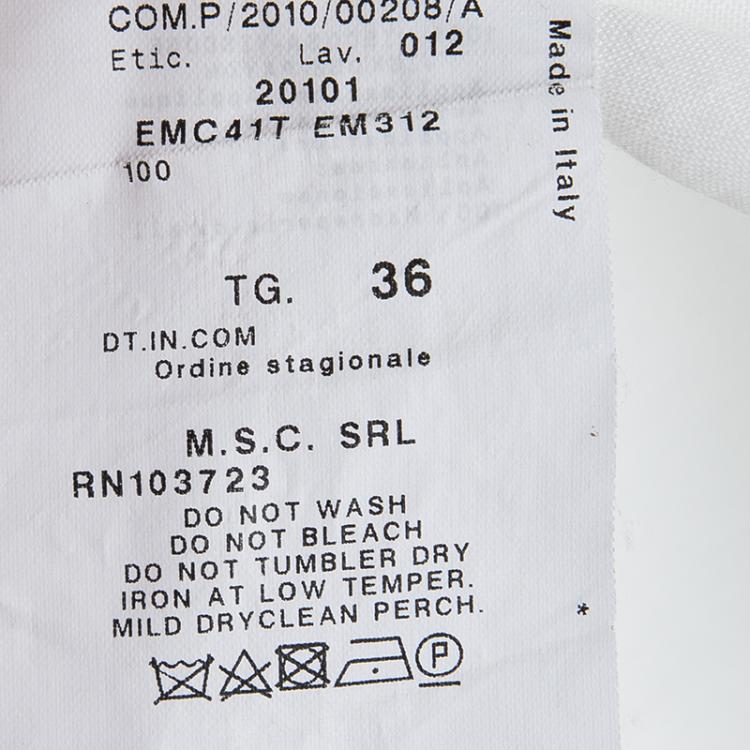 COM.P/2010/00208/A
Etic. Lav. 012
20101
EMC41T EM312
100
Made in Italy
TG. 36
DT.IN.COM
Ordine stagionale
M.S.C. SRL
RN103723
DO NOT WASH
DO NOT BLEACH
DO NOT TUMBLER DRY
IRON AT LOW TEMPER.
MILD DRYCLEAN PERCH.
*
P